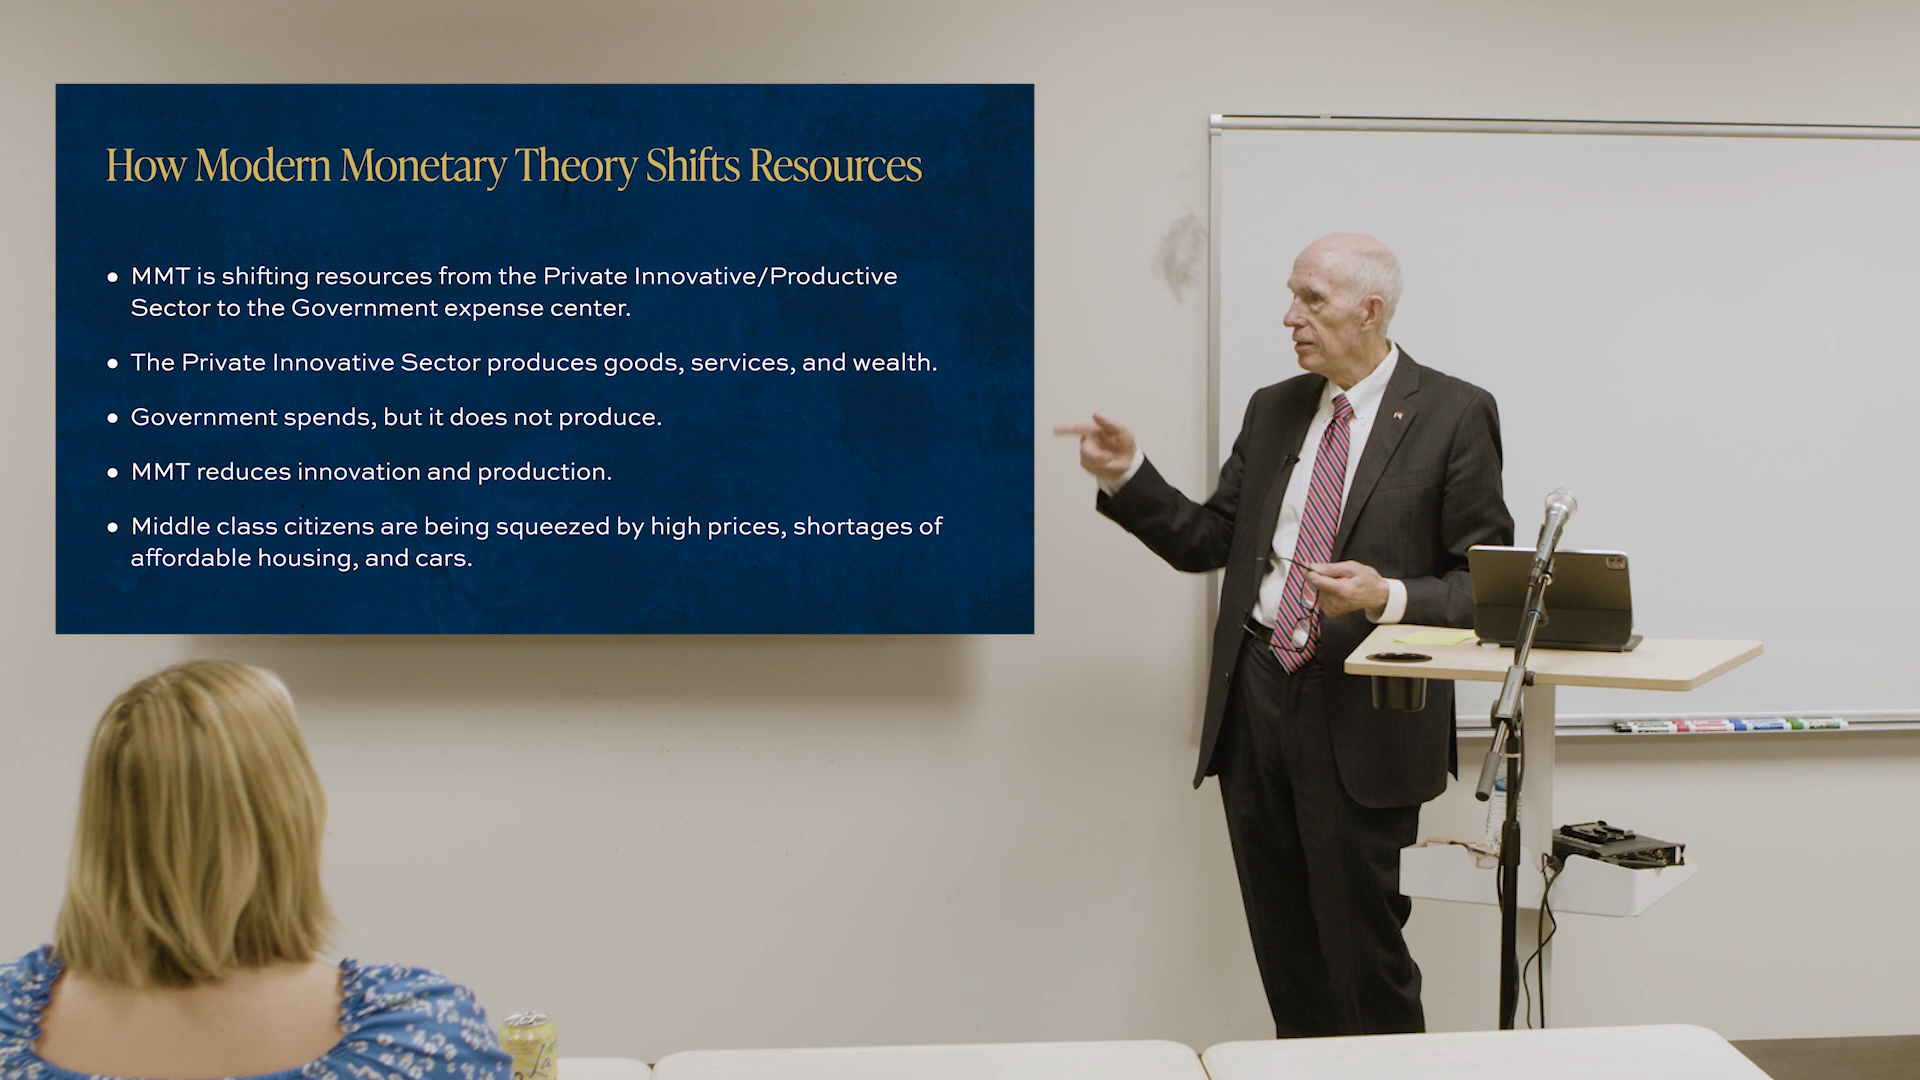 How Modern Monetary Theory Shifts Resources
● MMT is shifting resources from the Private Innovative/Productive
Sector to the Government expense center.
● The Private Innovative Sector produces goods, services, and wealth.
● Government spends, but it does not produce.
● MMT reduces innovation and production.
● Middle class citizens are being squeezed by high prices, shortages of
affordable housing, and cars.
La